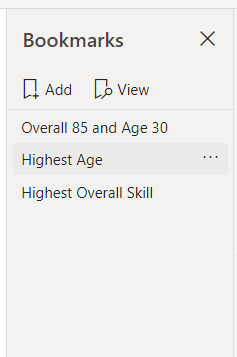 Bookmarks
Add View
Overall 85 and Age 30
Highest Age
Highest Overall Skill